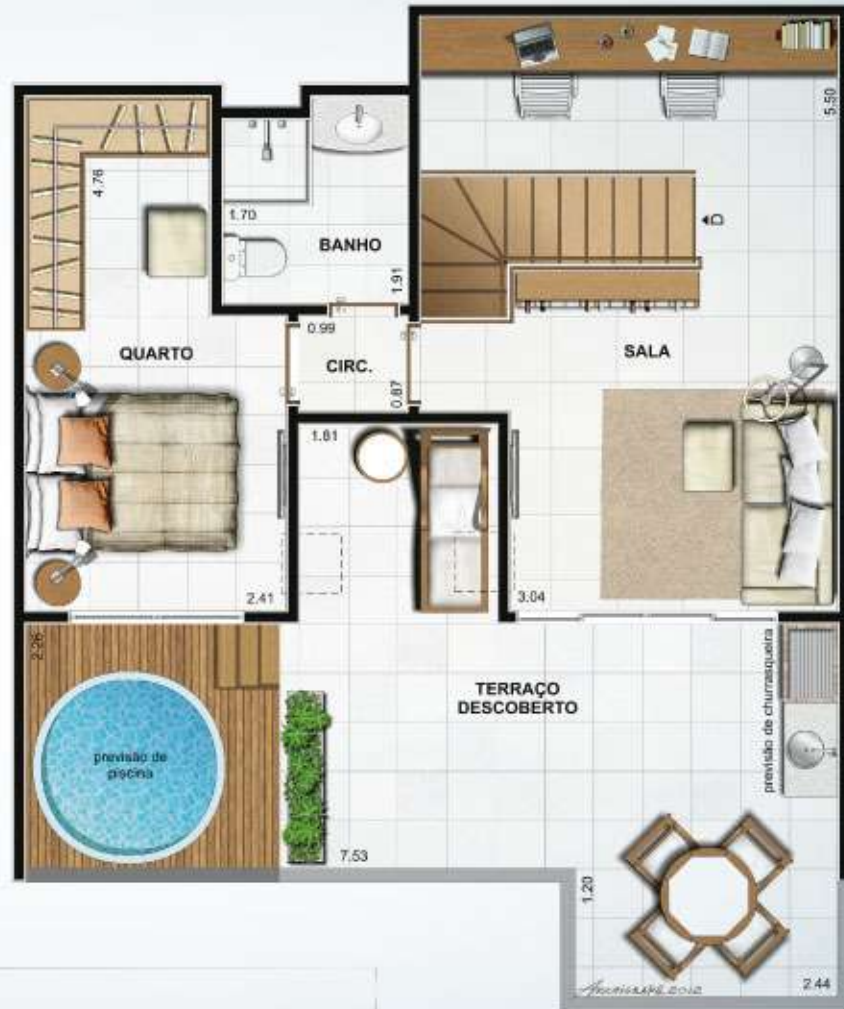 5.50
4.76
1.70
BANHO
1.91
D
QUARTO
0.99
CIRC.
0.87
SALA
1.81
2.41
3.04
2.26
previsão de
piscina
TERRAÇO
DESCOBERTO
previsão de churrasqueira
7.53
1.20
2.44